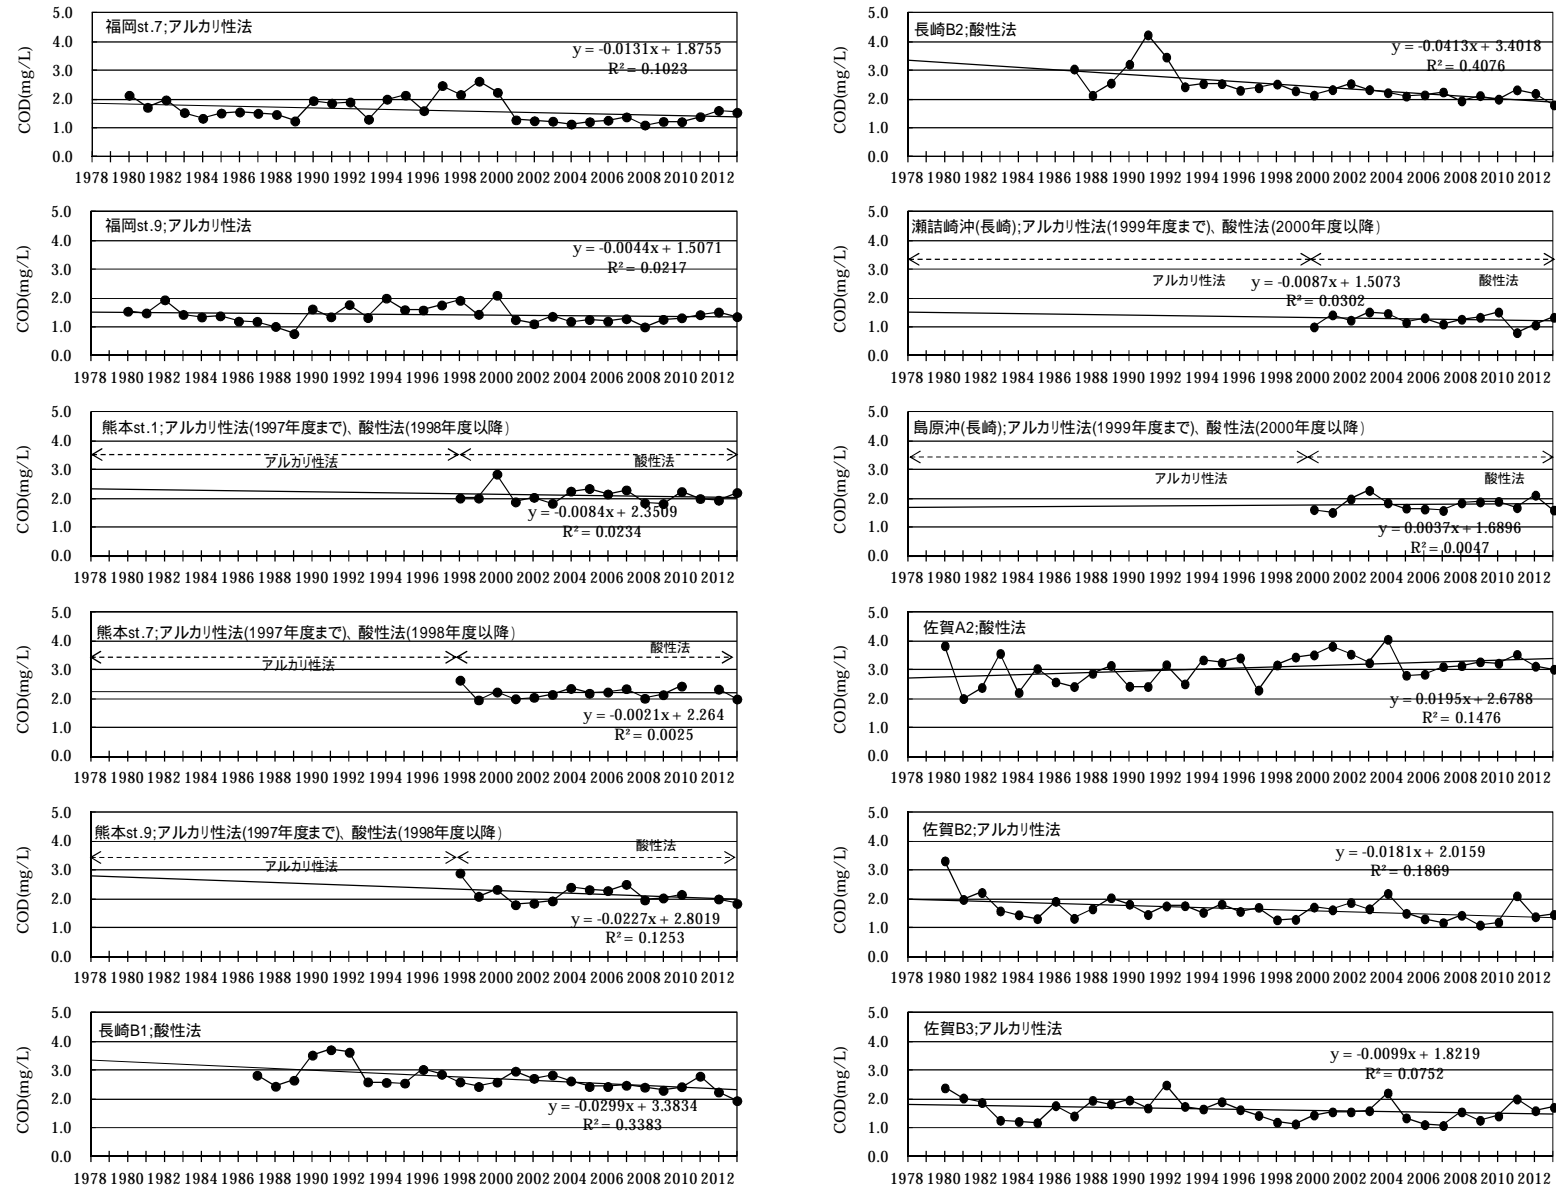 福岡st.7;アルカリ性法
y = -0.0131x + 1.8755
R² = 0.1023
COD(mg/L)
5.0
4.0
3.0
2.0
1.0
0.0
1978 1980 1982 1984 1986 1988 1990 1992 1994 1996 1998 2000 2002 2004 2006 2008 2010 2012
福岡st.9;アルカリ性法
y = -0.0044x + 1.5071
R² = 0.0217
COD(mg/L)
5.0
4.0
3.0
2.0
1.0
0.0
1978 1980 1982 1984 1986 1988 1990 1992 1994 1996 1998 2000 2002 2004 2006 2008 2010 2012
熊本st.1;アルカリ性法(1997年度まで)、酸性法(1998年度以降)
アルカリ性法
酸性法
y = -0.0084x + 2.3509
R² = 0.0234
COD(mg/L)
5.0
4.0
3.0
2.0
1.0
0.0
1978 1980 1982 1984 1986 1988 1990 1992 1994 1996 1998 2000 2002 2004 2006 2008 2010 2012
熊本st.7;アルカリ性法(1997年度まで)、酸性法(1998年度以降)
酸性法
アルカリ性法
y = -0.0021x + 2.264
R² = 0.0025
COD(mg/L)
5.0
4.0
3.0
2.0
1.0
0.0
1978 1980 1982 1984 1986 1988 1990 1992 1994 1996 1998 2000 2002 2004 2006 2008 2010 2012
熊本st.9;アルカリ性法(1997年度まで)、酸性法(1998年度以降)
酸性法
アルカリ性法
y = -0.0227x + 2.8019
R² = 0.1253
COD(mg/L)
5.0
4.0
3.0
2.0
1.0
0.0
1978 1980 1982 1984 1986 1988 1990 1992 1994 1996 1998 2000 2002 2004 2006 2008 2010 2012
長崎B1;酸性法
y = -0.0299x + 3.3834
R² = 0.3383
COD(mg/L)
5.0
4.0
3.0
2.0
1.0
0.0
1978 1980 1982 1984 1986 1988 1990 1992 1994 1996 1998 2000 2002 2004 2006 2008 2010 2012
長崎B2;酸性法
y = -0.0413x + 3.4018
R² = 0.4076
COD(mg/L)
5.0
4.0
3.0
2.0
1.0
0.0
1978 1980 1982 1984 1986 1988 1990 1992 1994 1996 1998 2000 2002 2004 2006 2008 2010 2012
瀬詰崎沖(長崎);アルカリ性法(1999年度まで)、酸性法(2000年度以降)
アルカリ性法
酸性法
y = -0.0087x + 1.5073
R² = 0.0302
COD(mg/L)
5.0
4.0
3.0
2.0
1.0
0.0
1978 1980 1982 1984 1986 1988 1990 1992 1994 1996 1998 2000 2002 2004 2006 2008 2010 2012
島原沖(長崎);アルカリ性法(1999年度まで)、酸性法(2000年度以降)
アルカリ性法
酸性法
y = 0.0037x + 1.6896
R² = 0.0047
COD(mg/L)
5.0
4.0
3.0
2.0
1.0
0.0
1978 1980 1982 1984 1986 1988 1990 1992 1994 1996 1998 2000 2002 2004 2006 2008 2010 2012
佐賀A2;酸性法
y = 0.0195x + 2.6788
R² = 0.1476
COD(mg/L)
5.0
4.0
3.0
2.0
1.0
0.0
1978 1980 1982 1984 1986 1988 1990 1992 1994 1996 1998 2000 2002 2004 2006 2008 2010 2012
佐賀B2;アルカリ性法
y = -0.0181x + 2.0159
R² = 0.1869
COD(mg/L)
5.0
4.0
3.0
2.0
1.0
0.0
1978 1980 1982 1984 1986 1988 1990 1992 1994 1996 1998 2000 2002 2004 2006 2008 2010 2012
佐賀B3;アルカリ性法
y = -0.0099x + 1.8219
R² = 0.0752
COD(mg/L)
5.0
4.0
3.0
2.0
1.0
0.0
1978 1980 1982 1984 1986 1988 1990 1992 1994 1996 1998 2000 2002 2004 2006 2008 2010 2012